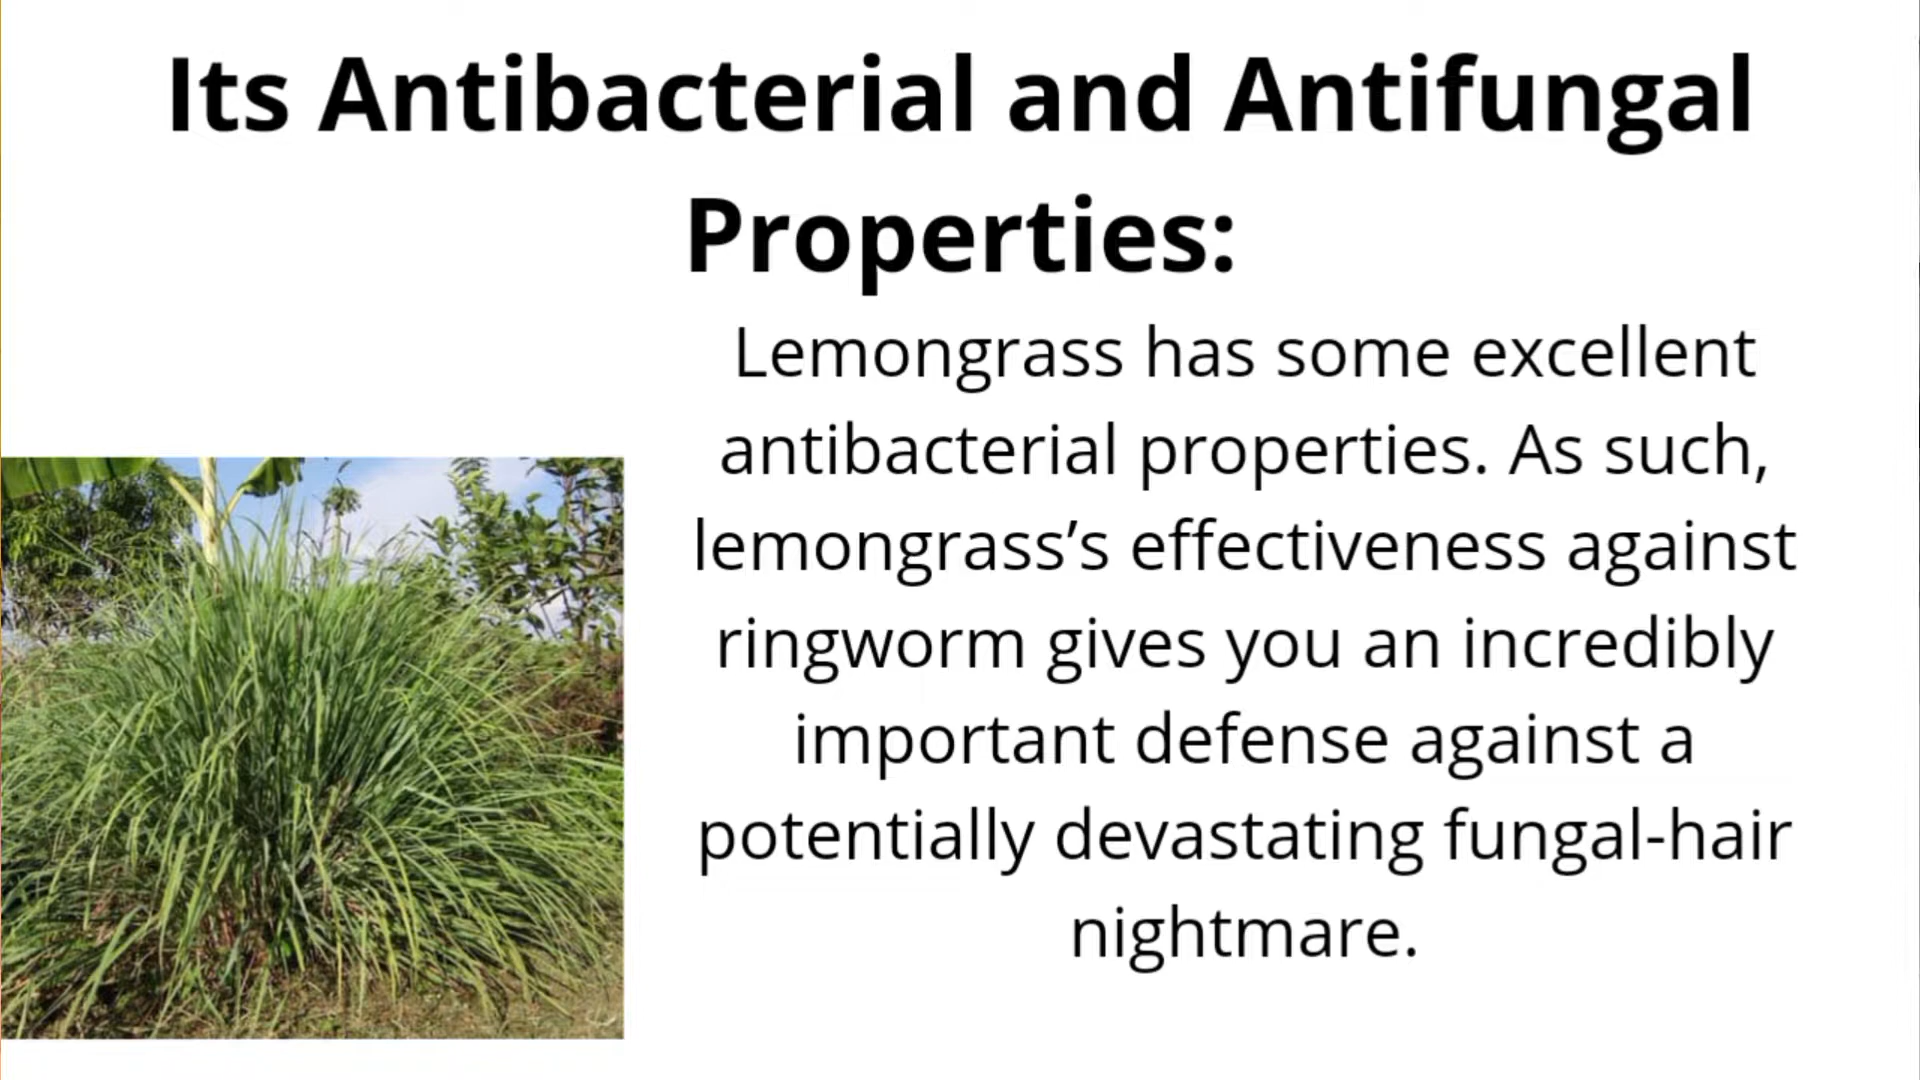 Its Antibacterial and Antifungal
Properties:
Lemongrass has some excellent
antibacterial properties. As such,
lemongrass’s effectiveness against
ringworm gives you an incredibly
important defense against a
potentially devastating fungal-hair
nightmare.